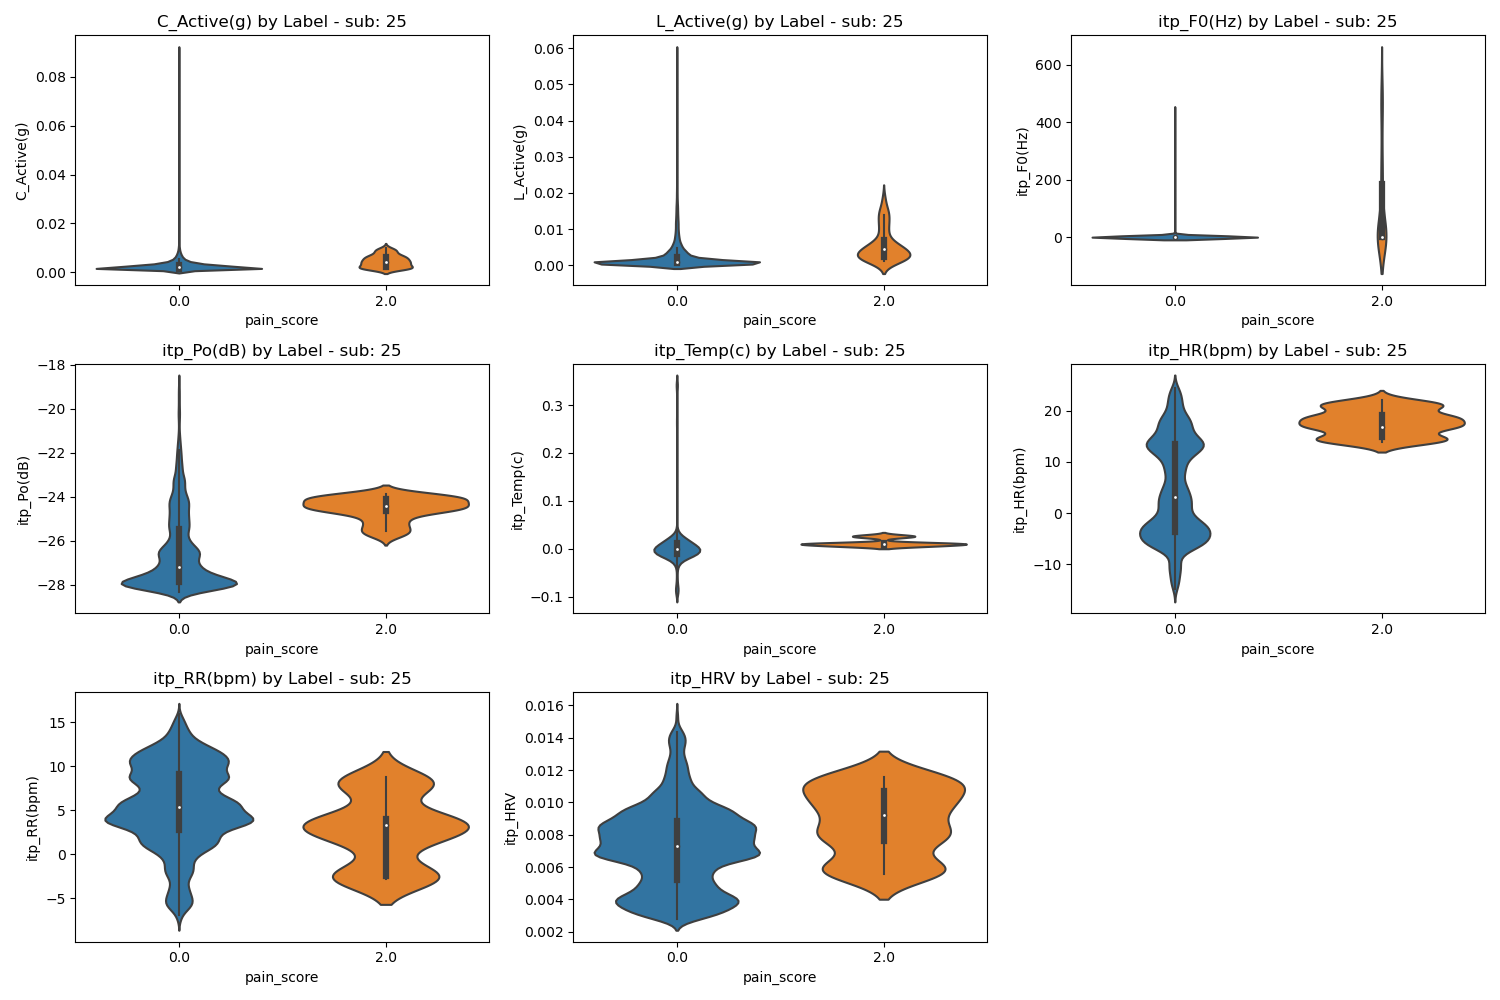 C_Active(g) by Label - sub: 25
C_Active(g)
0.08
0.06
0.04
0.02
0.00
0.0 2.0
pain_score
L_Active(g) by Label - sub: 25
L_Active(g)
0.06
0.05
0.04
0.03
0.02
0.01
0.00
0.0 2.0
pain_score
itp_F0(Hz) by Label - sub: 25
itp_F0(Hz)
600
400
200
0
0.0 2.0
pain_score
itp_Po(dB) by Label - sub: 25
itp_Po(dB)
−18
−20
−22
−24
−26
−28
0.0 2.0
pain_score
itp_Temp(c) by Label - sub: 25
itp_Temp(c)
0.3
0.2
0.1
0.0
−0.1
0.0 2.0
pain_score
itp_HR(bpm) by Label - sub: 25
itp_HR(bpm)
20
10
0
−10
0.0 2.0
pain_score
itp_RR(bpm) by Label - sub: 25
itp_RR(bpm)
15
10
5
0
−5
0.0 2.0
pain_score
itp_HRV by Label - sub: 25
itp_HRV
0.016
0.014
0.012
0.010
0.008
0.006
0.004
0.002
0.0 2.0
pain_score